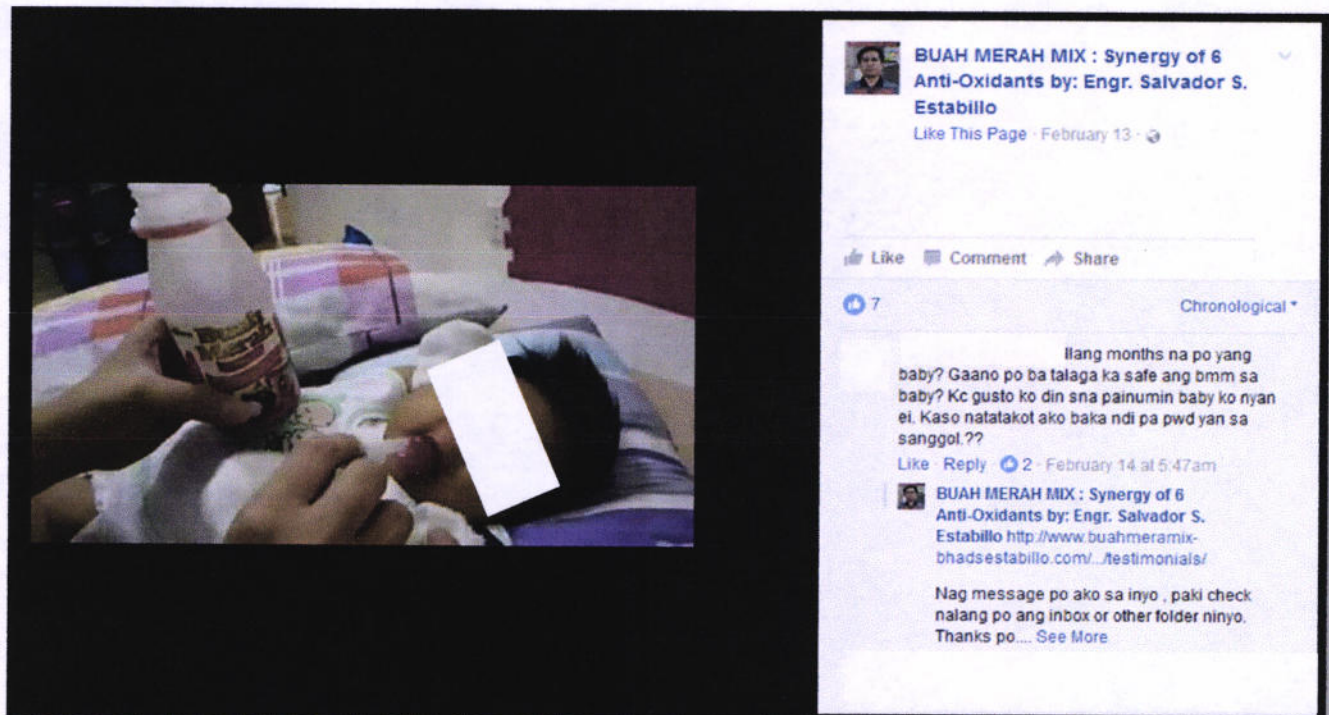 BUAH MERAH MIX : Synergy of 6
Anti-Oxidants by: Engr. Salvador S.
Estabillo
Like This Page · February 13 ·
Like Comment Share
7
Chronological
Ilang months na po yang
baby? Gaano po ba talaga ka safe ang bmm sa
baby? Kc gusto ko din sna painumin baby ko nyan
ei. Kaso natatakot ako baka ndi pa pwd yan sa
sanggol.??
Like · Reply · 2 · February 14 at 5:47am
BUAH MERAH MIX : Synergy of 6
Anti-Oxidants by: Engr. Salvador S.
Estabillo http://www.buahmeramix-
bhadsestabillo.com/.../testimonials/
Nag message po ako sa inyo , paki check
nalang po ang inbox or other folder ninyo.
Thanks po.... See More
Buah
Merah